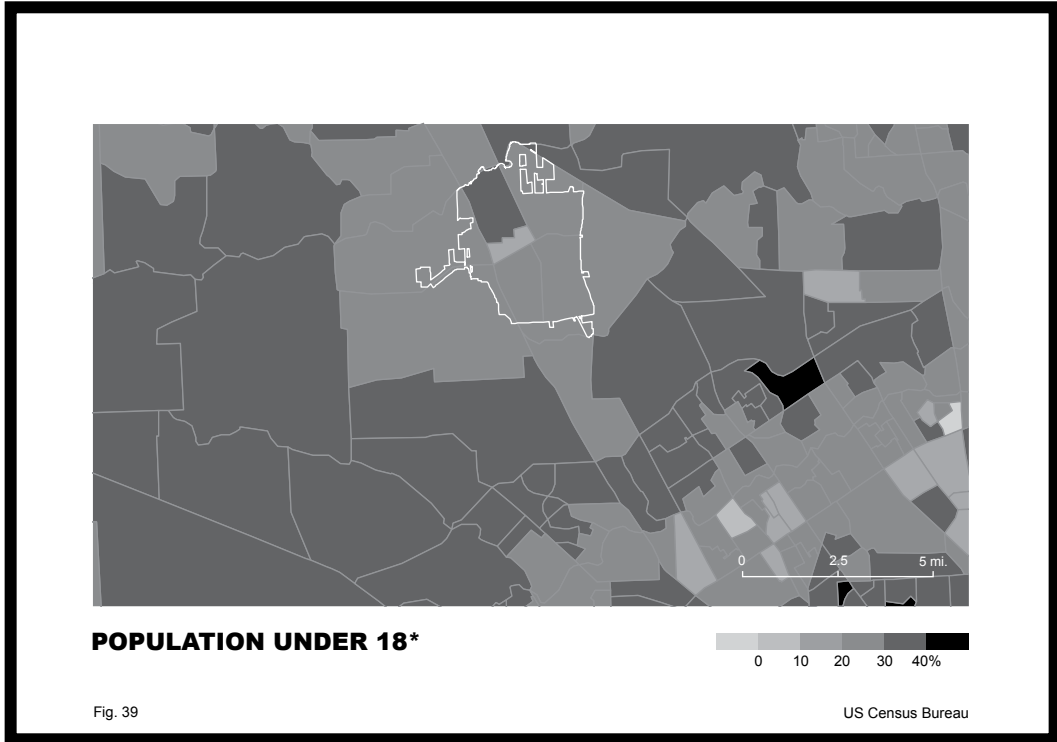 0 2.5 5 mi.
POPULATION UNDER 18*
0 10 20 30 40%
Fig. 39
US Census Bureau